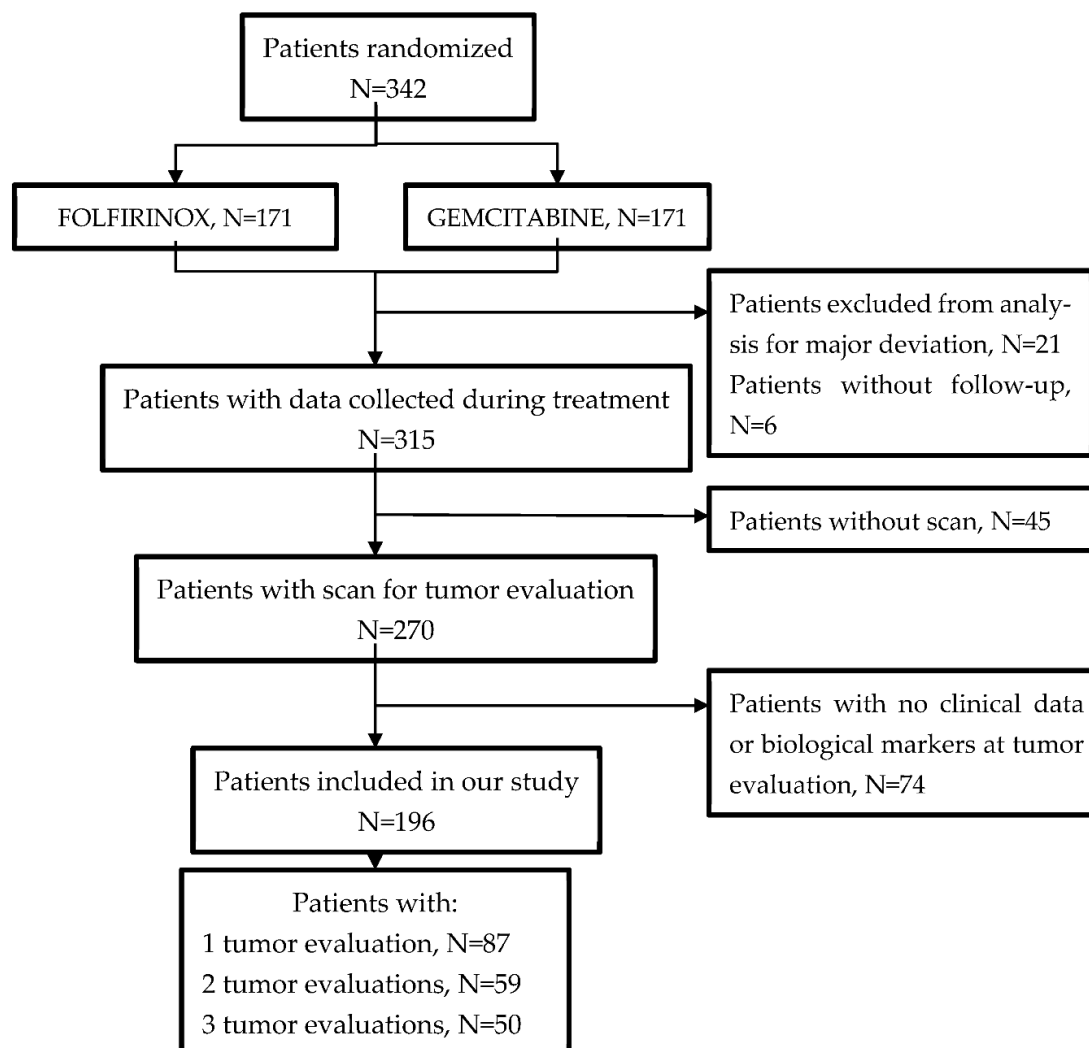 Patients randomized
N=342
FOLFIRINOX, N=171
GEMCITABINE, N=171
Patients excluded from analy-
sis for major deviation, N=21
Patients without follow-up,
N=6
Patients with data collected during treatment
N=315
Patients without scan, N=45
Patients with scan for tumor evaluation
N=270
Patients with no clinical data
or biological markers at tumor
evaluation, N=74
Patients included in our study
N=196
Patients with:
1 tumor evaluation, N=87
2 tumor evaluations, N=59
3 tumor evaluations, N=50